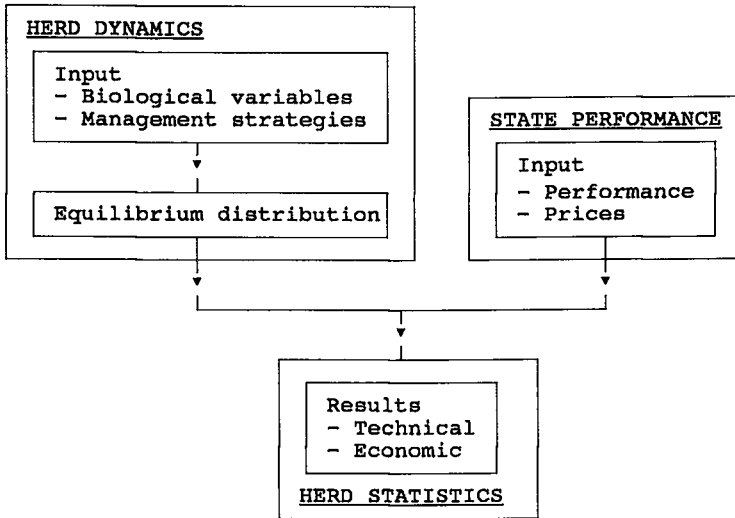 HERD DYNAMICS
Input
- Biological variables
- Management strategies
Equilibrium distribution
STATE PERFORMANCE
Input
- Performance
- Prices
Results
- Technical
- Economic
HERD STATISTICS